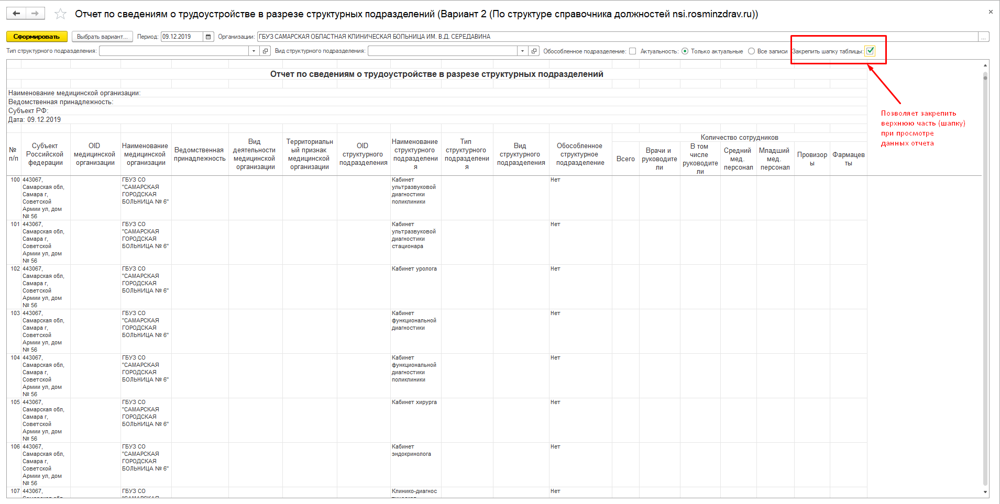 Отчет по сведениям о трудоустройстве в разрезе структурных подразделений (Вариант 2 (По структуре справочника должностей nsi.rosminzdrav.ru))
Сформировать Выбрать вариант... Период: 09.12.2019 Организации: ГБУЗ САМАРСКАЯ ОБЛАСТНАЯ КЛИНИЧЕСКАЯ БОЛЬНИЦА ИМ. В.Д. СЕРЕДАВИНА ...
Тип структурного подразделения: Вид структурного подразделения: Обособленное подразделение: Актуальность: Только актуальные Все записи Закрепить шапку таблицы:
Отчет по сведениям о трудоустройстве в разрезе структурных подразделений
Наименование медицинской организации:
Ведомственная принадлежность:
Субъект РФ:
Дата: 09.12.2019
Позволяет закрепить
верхнюю часть (шапку)
при просмотре
данных отчета
№
п/п
Субъект
Российской
федерации
OID
медицинской
организации
Наименование
медицинской
организации
Ведомственная
принадлежность
Вид
деятельности
медицинской
организации
Территориальн
ый признак
медицинской
организации
OID
структурного
подразделения
Наименование
структурного
подразделени
я
Тип
структурного
подразделени
я
Вид
структурного
подразделения
Обособленное
структурное
подразделение
Количество сотрудников
Всего
Врачи и
руководите
ли
В том
числе
руководите
ли
Средний
мед.
персонал
Младший
мед.
персонал
Провизор
ы
Фармацев
ты
100 443067, ГБУЗ СО Кабинет Нет
Самарская обл, "САМАРСКАЯ ультразвуковой
Самара г, ГОРОДСКАЯ диагностики
Советской БОЛЬНИЦА № 6" поликлиники
Армии ул, дом
№ 56
101 443067, ГБУЗ СО Кабинет Нет
Самарская обл, "САМАРСКАЯ ультразвуковой
Самара г, ГОРОДСКАЯ диагностики
Советской БОЛЬНИЦА № 6" стационара
Армии ул, дом
№ 56
102 443067, ГБУЗ СО Кабинет уролога Нет
Самарская обл, "САМАРСКАЯ
Самара г, ГОРОДСКАЯ
Советской БОЛЬНИЦА № 6"
Армии ул, дом
№ 56
103 443067, ГБУЗ СО Кабинет Нет
Самарская обл, "САМАРСКАЯ функциональной
Самара г, ГОРОДСКАЯ диагностики
Советской БОЛЬНИЦА № 6"
Армии ул, дом
№ 56
104 443067, ГБУЗ СО Кабинет Нет
Самарская обл, "САМАРСКАЯ функциональной
Самара г, ГОРОДСКАЯ диагностики
Советской БОЛЬНИЦА № 6" поликлиники
Армии ул, дом
№ 56
105 443067, ГБУЗ СО Кабинет хирурга Нет
Самарская обл, "САМАРСКАЯ
Самара г, ГОРОДСКАЯ
Советской БОЛЬНИЦА № 6"
Армии ул, дом
№ 56
106 443067, ГБУЗ СО Кабинет Нет
Самарская обл, "САМАРСКАЯ эндокринолога
Самара г, ГОРОДСКАЯ
Советской БОЛЬНИЦА № 6"
Армии ул, дом
№ 56
107 443067, ГБУЗ СО Клинико-диагнос Нет